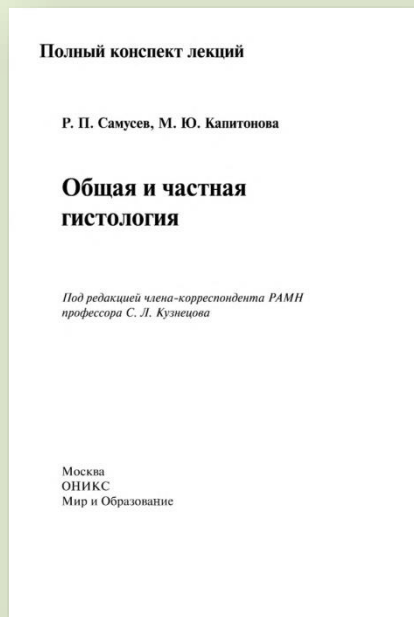 Полный конспект лекций
Р. П. Самусев, М. Ю. Капитонова
Общая и частная
гистология
Под редакцией члена-корреспондента РАМН
профессора С. Л. Кузнецова
Москва
ОНИКС
Мир и Образование